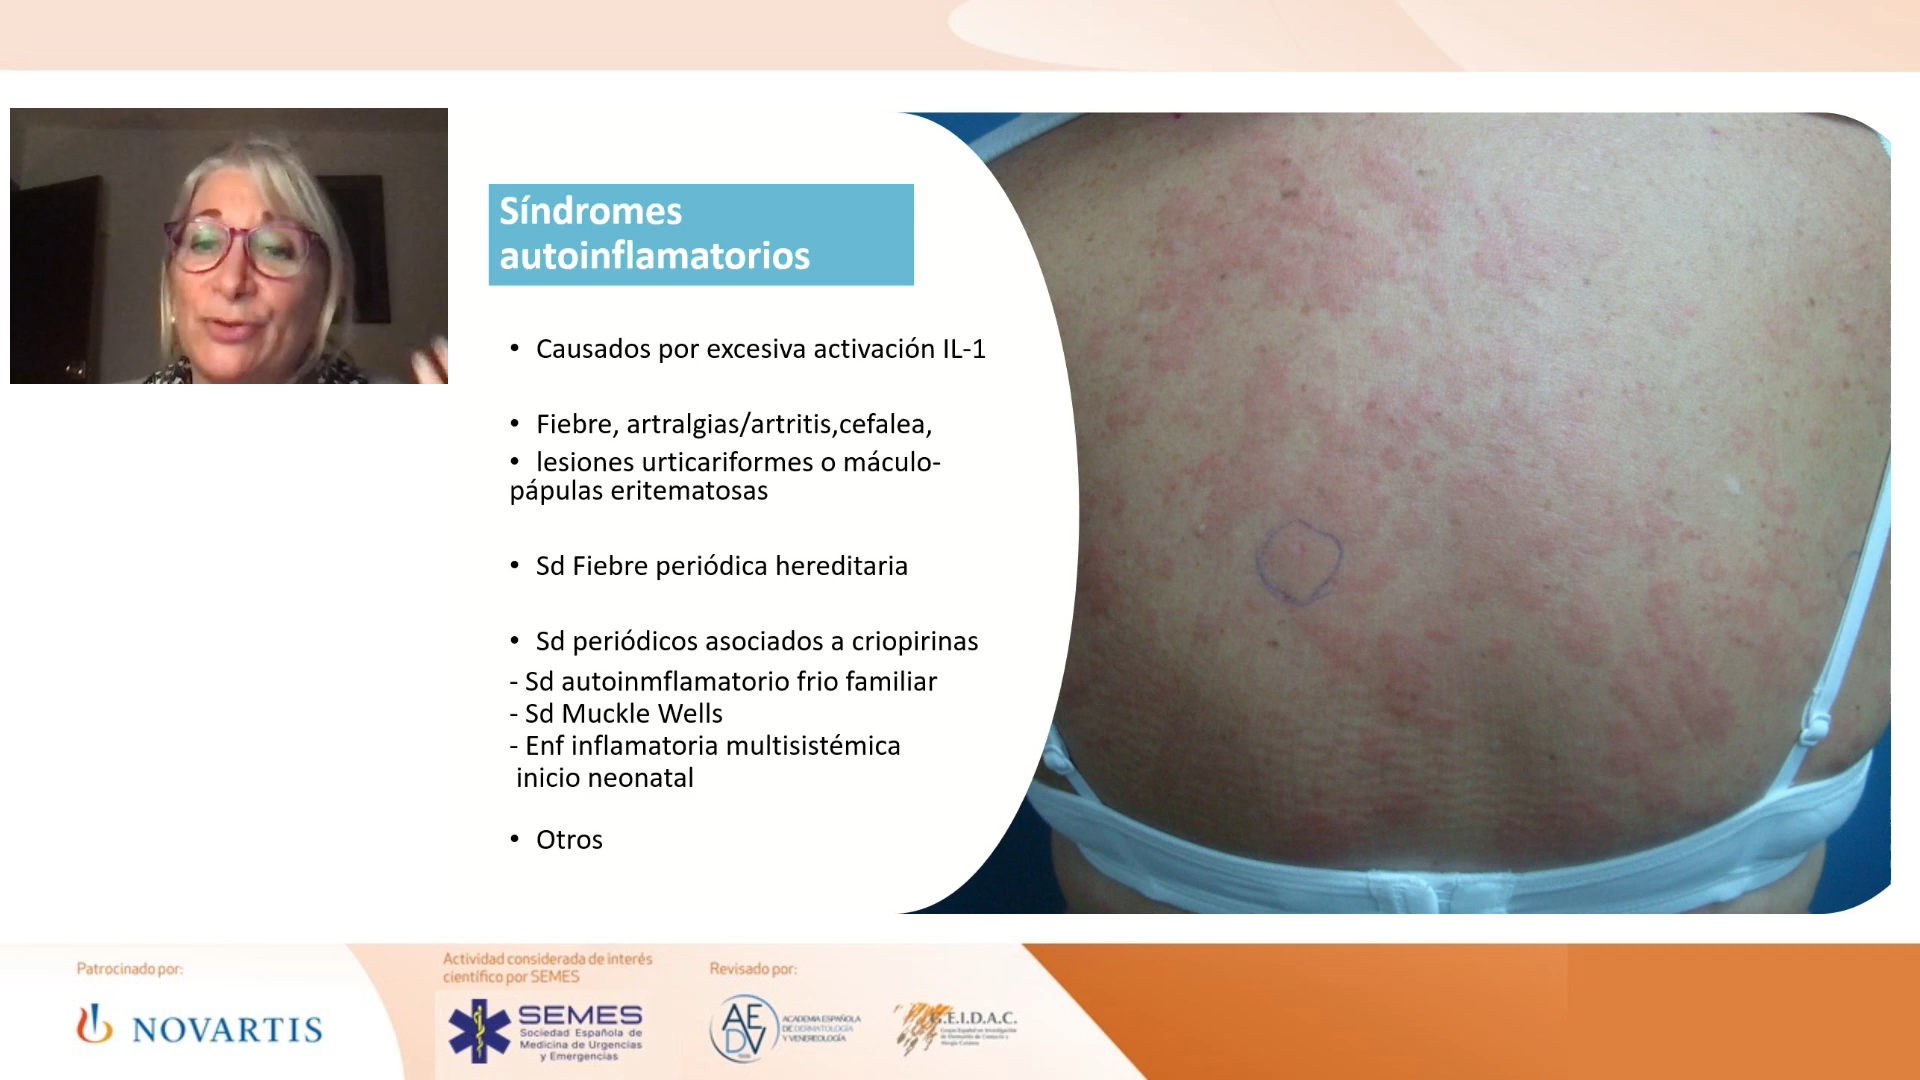 Síndromes
autoinflamatorios
• Causados por excesiva activación IL-1
• Fiebre, artralgias/artritis,cefalea,
• lesiones urticariformes o máculo-
pápulas eritematosas
• Sd Fiebre periódica hereditaria
• Sd periódicos asociados a criopirinas
- Sd autoinmflamatorio frio familiar
- Sd Muckle Wells
- Enf inflamatoria multisistémica
inicio neonatal
• Otros
Patrocinado por:
NOVARTIS
Actividad considerada de interés
científico por SEMES
SEMES
Sociedad Española de
Medicina de Urgencias
y Emergencias
Revisado por:
AEDV
ACADEMIA ESPAÑOLA
DE DERMATOLOGÍA
Y VENEREOLOGÍA
G.E.I.D.A.C.